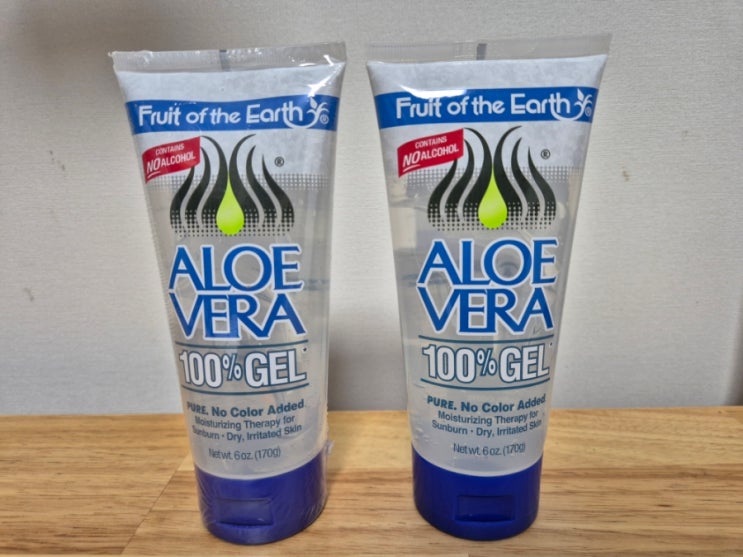 Fruit of the Earth®
CONTAINS
NO ALCOHOL
®
ALOE
VERA
100% GEL*
PURE. No Color Added
Moisturizing Therapy for
Sunburn · Dry, Irritated Skin
Net wt. 6 oz. (170g)
Fruit of the Earth®
CONTAINS
NO ALCOHOL
®
ALOE
VERA
100% GEL*
PURE. No Color Added
Moisturizing Therapy for
Sunburn · Dry, Irritated Skin
Net wt. 6 oz. (170g)